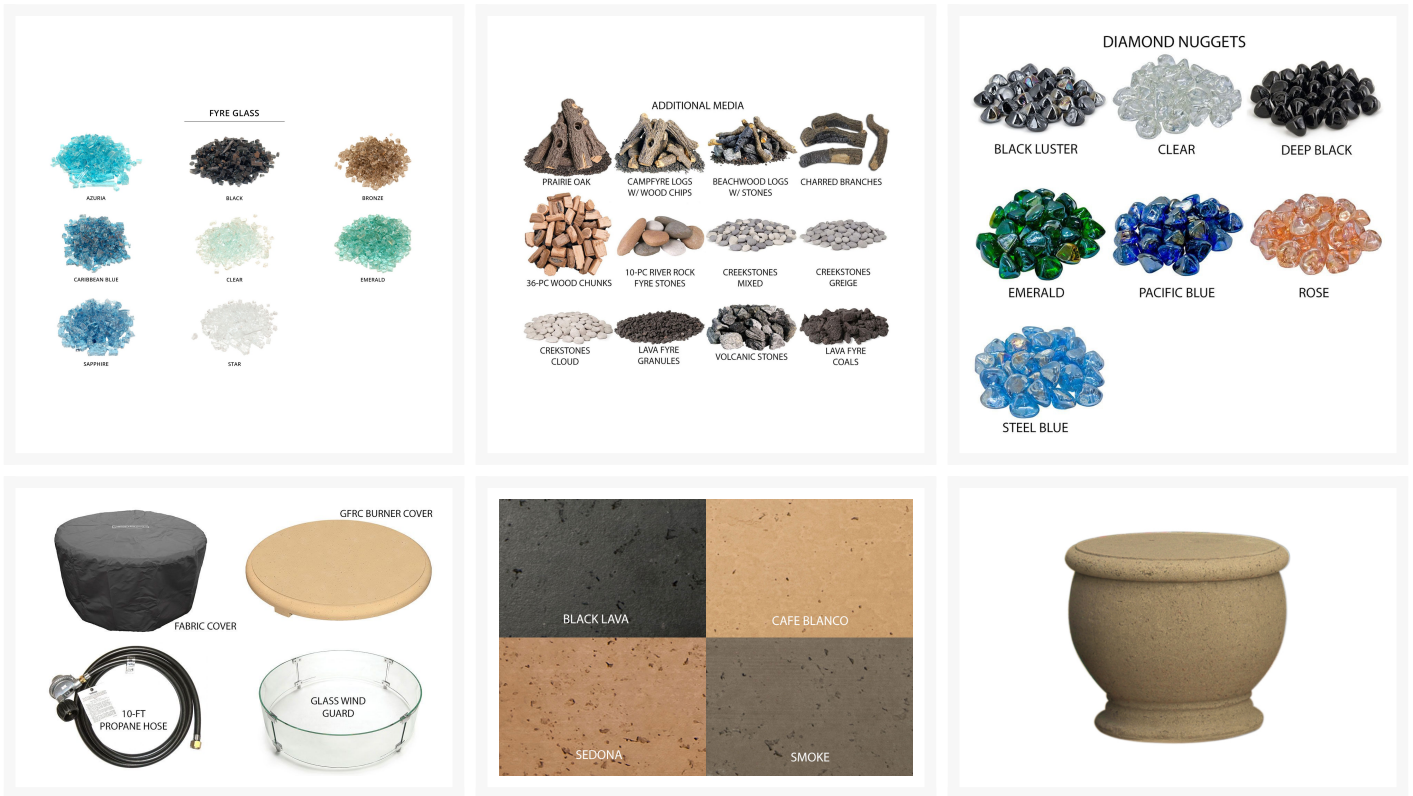 FYRE GLASS
AZURIA
BLACK
BRONZE
CARIBBEAN BLUE
CLEAR
EMERALD
SAPPHIRE
STAR
ADDITIONAL MEDIA
PRAIRIE OAK
CAMPFYRE LOGS
W/ WOOD CHIPS
BEACHWOOD LOGS
W/ STONES
CHARRED BRANCHES
36-PC WOOD CHUNKS
10-PC RIVER ROCK
FYRE STONES
CREEKSTONES
MIXED
CREEKSTONES
GREIGE
CREKSTONES
CLOUD
LAVA FYRE
GRANULES
VOLCANIC STONES
LAVA FYRE
COALS
DIAMOND NUGGETS
BLACK LUSTER
CLEAR
DEEP BLACK
EMERALD
PACIFIC BLUE
ROSE
STEEL BLUE
GFRC BURNER COVER
FABRIC COVER
10-FT
PROPANE HOSE
GLASS WIND
GUARD
BLACK LAVA
CAFE BLANCO
SEDONA
SMOKE